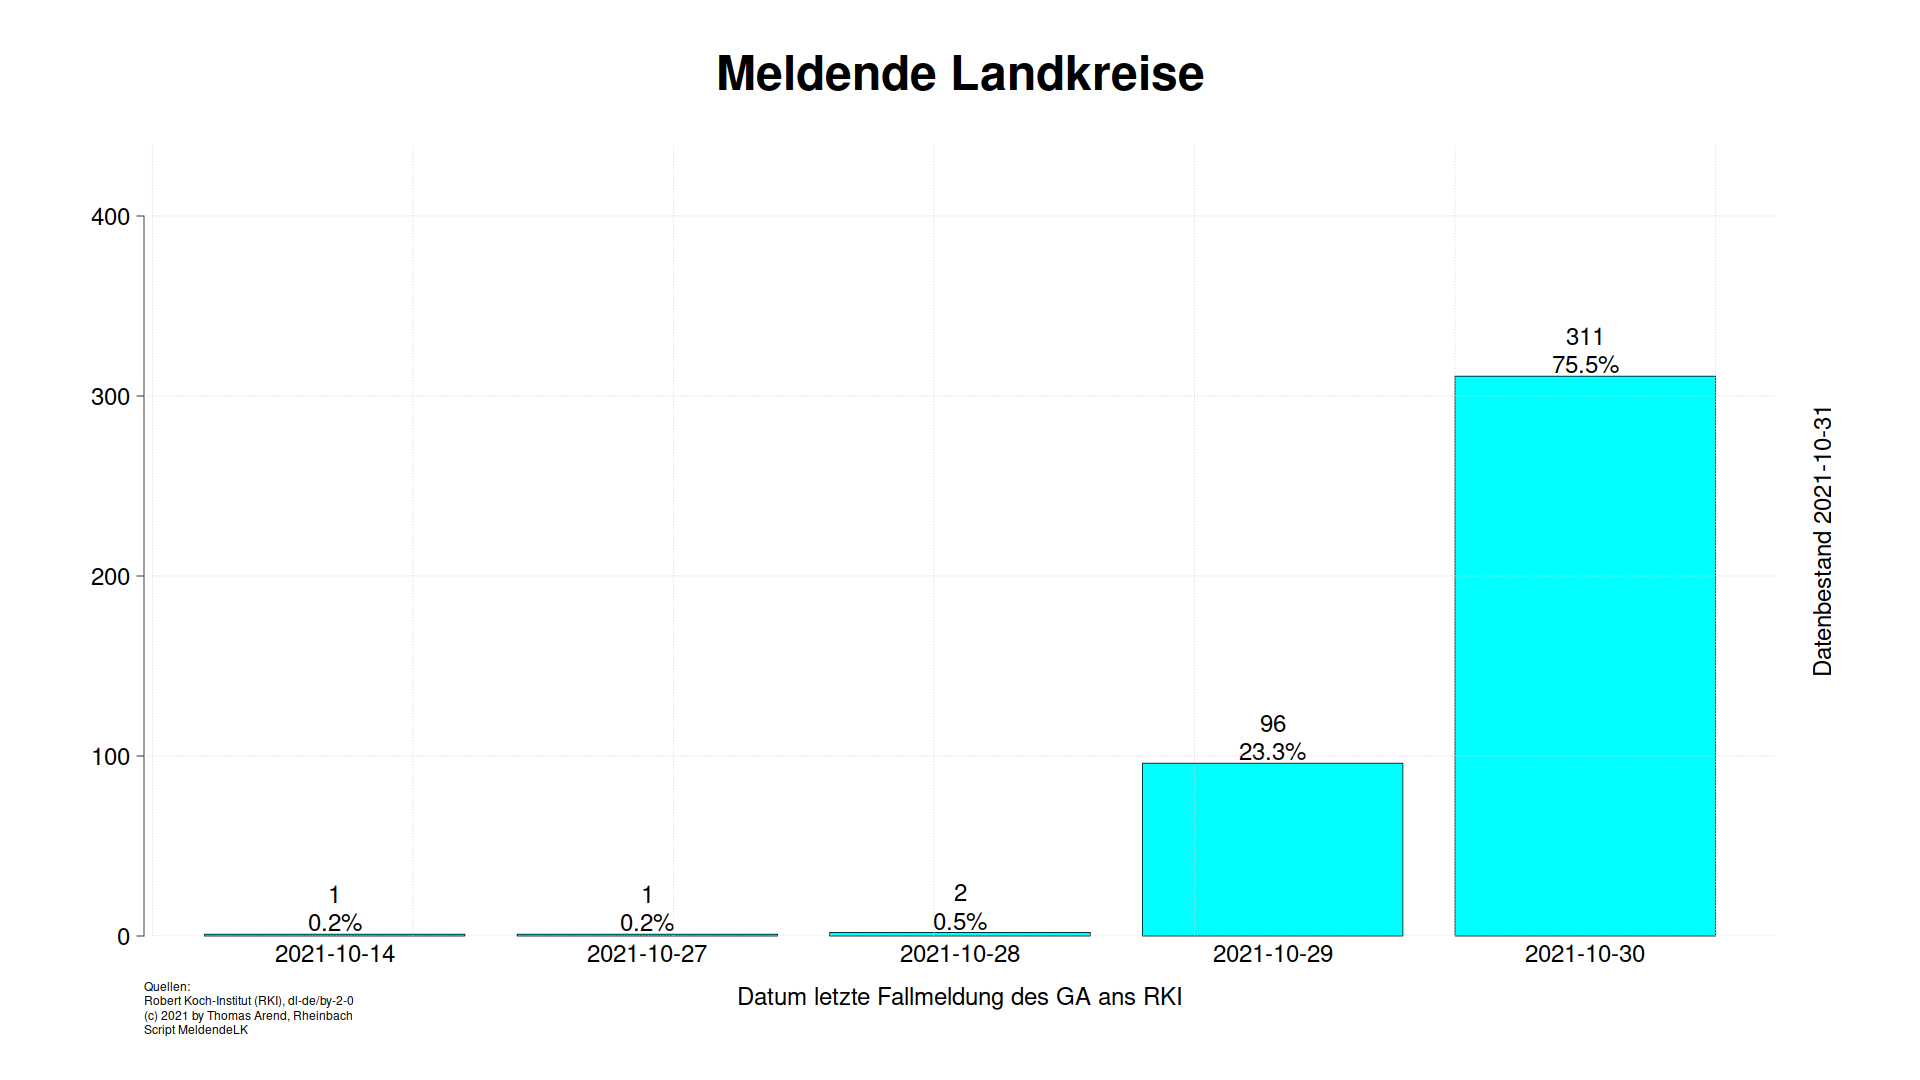 Meldende Landkreise
400
300
200
100
0
1
0.2%
1
0.2%
2
0.5%
96
23.3%
311
75.5%
2021-10-14
2021-10-27
2021-10-28
2021-10-29
2021-10-30
Datum letzte Fallmeldung des GA ans RKI
Datenbestand 2021-10-31
Quellen:
Robert Koch-Institut (RKI), dl-de/by-2-0
(c) 2021 by Thomas Arend, Rheinbach
Script MeldendeLK